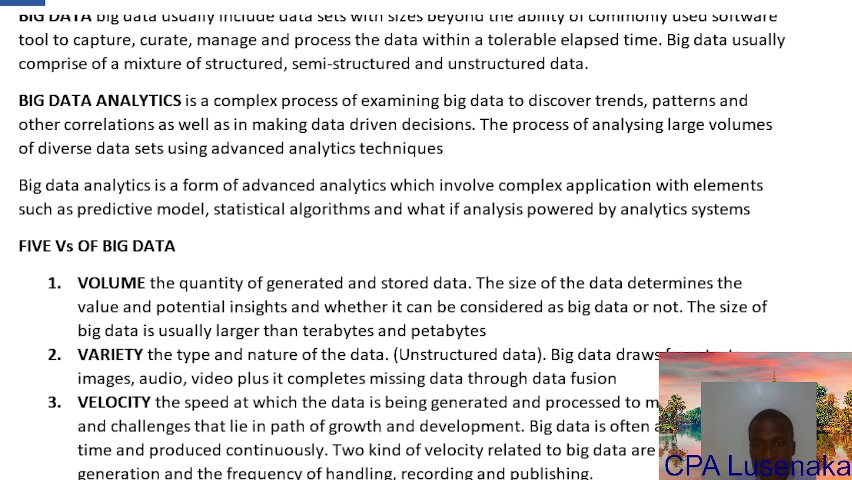 BIG DATA big data usually include data sets with sizes beyond the ability of commonly used software
tool to capture, curate, manage and process the data within a tolerable elapsed time. Big data usually
comprise of a mixture of structured, semi-structured and unstructured data.
BIG DATA ANALYTICS is a complex process of examining big data to discover trends, patterns and
other correlations as well as in making data driven decisions. The process of analysing large volumes
of diverse data sets using advanced analytics techniques
Big data analytics is a form of advanced analytics which involve complex application with elements
such as predictive model, statistical algorithms and what if analysis powered by analytics systems
FIVE Vs OF BIG DATA
1. VOLUME the quantity of generated and stored data. The size of the data determines the
value and potential insights and whether it can be considered as big data or not. The size of
big data is usually larger than terabytes and petabytes
2. VARIETY the type and nature of the data. (Unstructured data). Big data draws
images, audio, video plus it completes missing data through data fusion
3. VELOCITY the speed at which the data is being generated and processed to
and challenges that lie in path of growth and development. Big data is often
time and produced continuously. Two kind of velocity related to big data are
generation and the frequency of handling, recording and publishing.
CPA Lusenaka